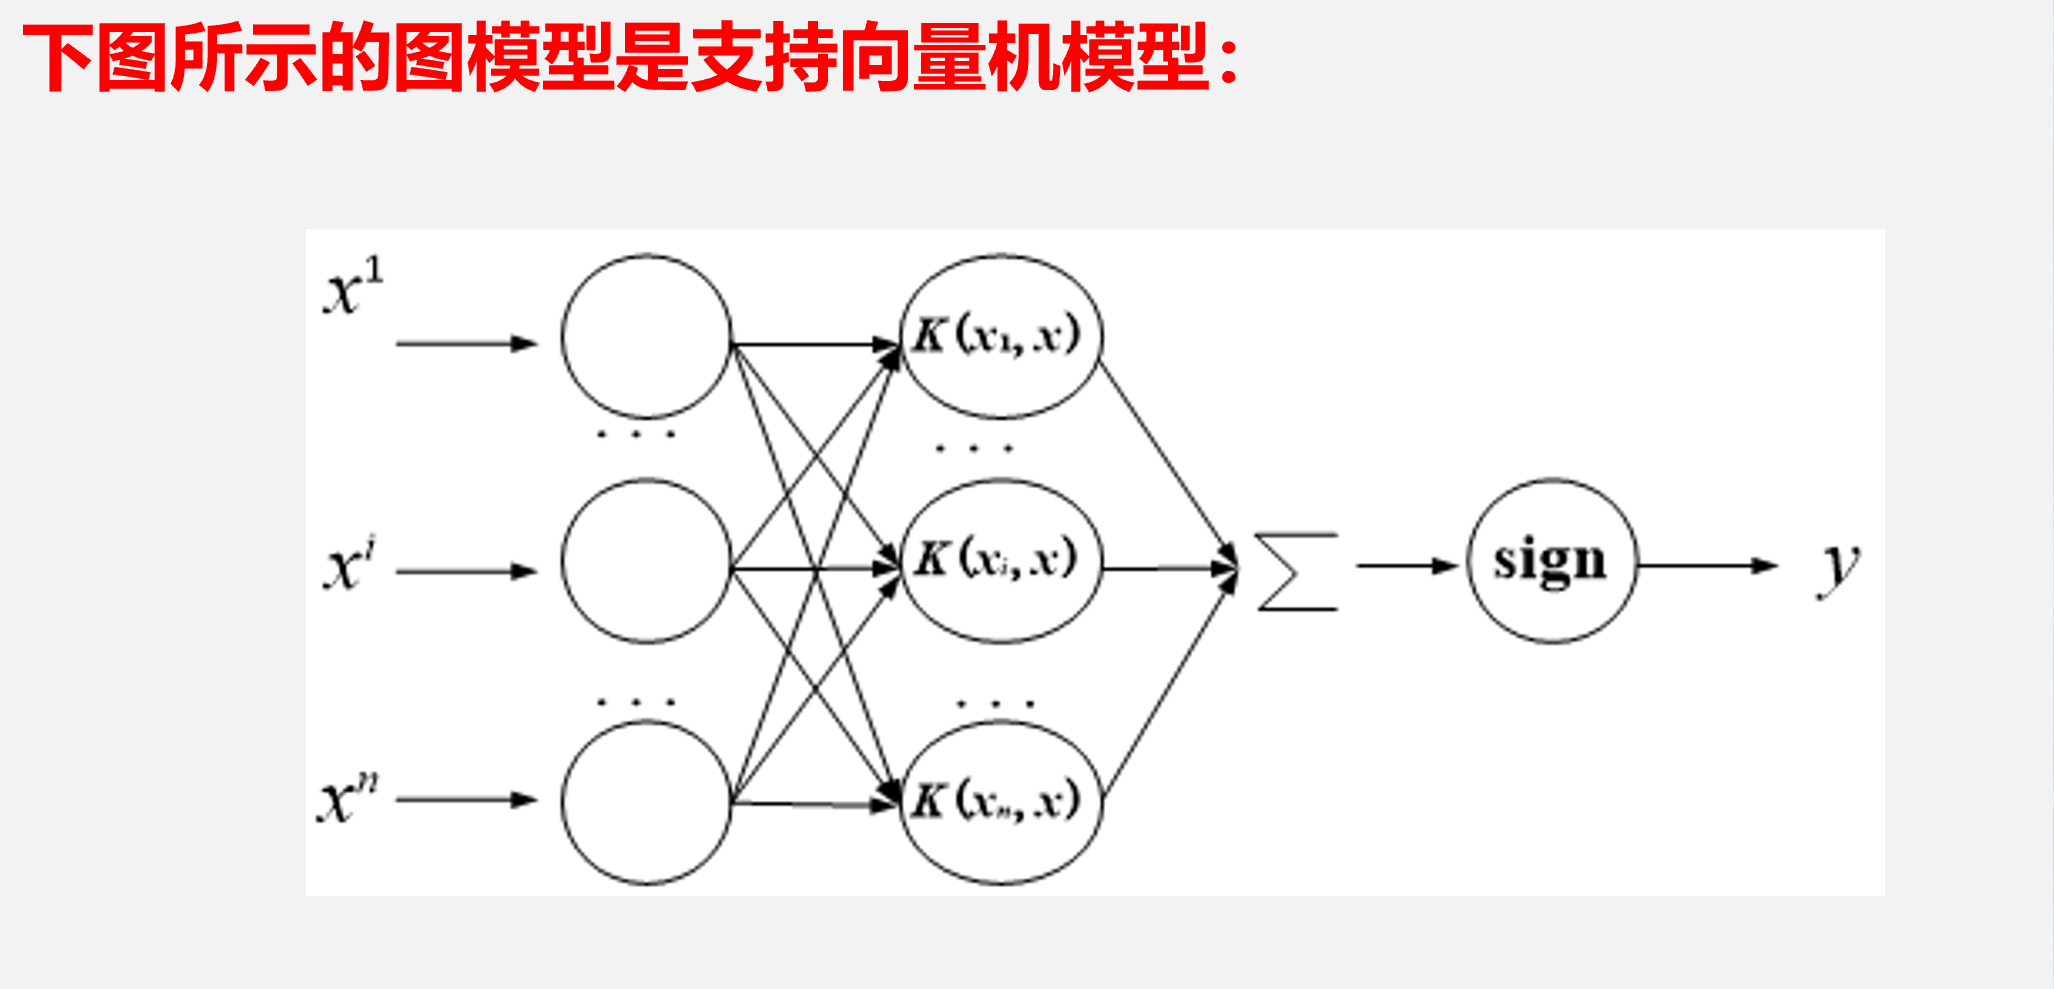 下图所示的图模型是支持向量机模型：
x¹
K(x₁, x)
. . .
. . .
xⁱ
K(xᵢ, x)
∑
sign
y
. . .
. . .
xⁿ
K(xₙ, x)